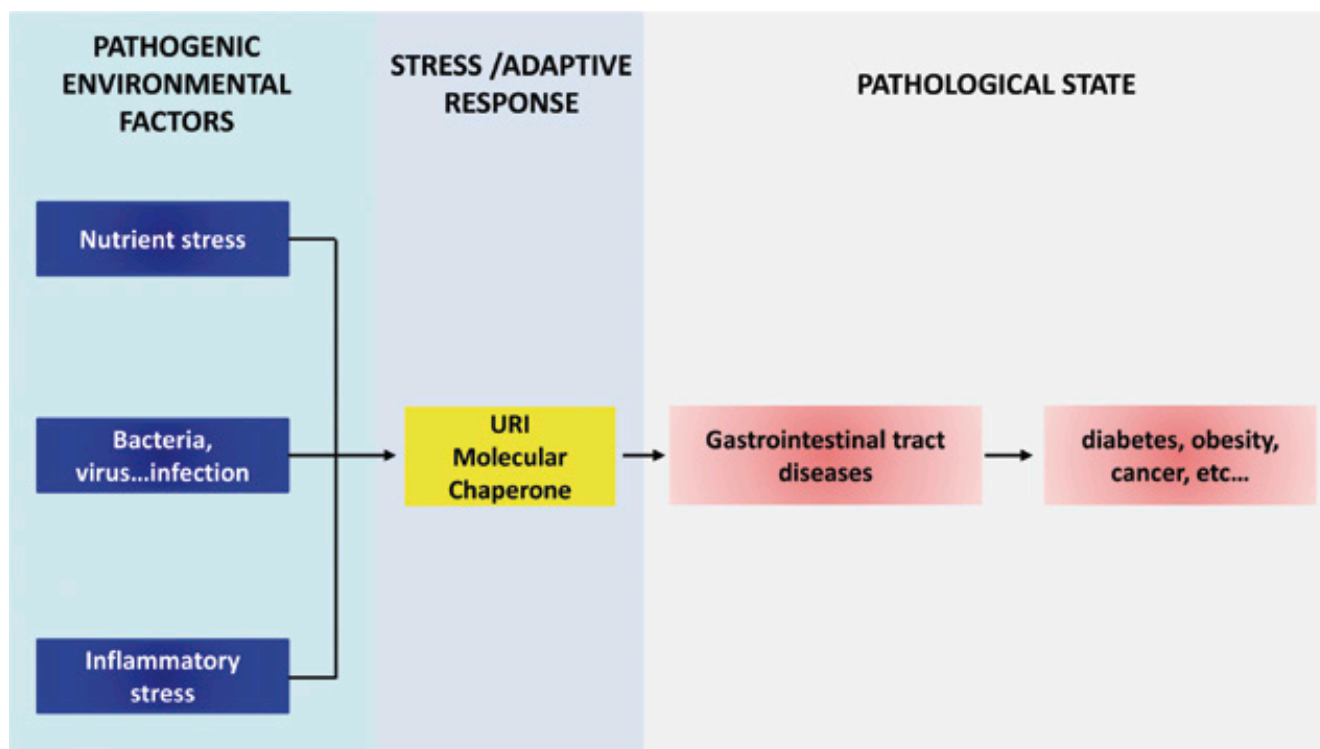 PATHOGENIC
ENVIRONMENTAL
FACTORS
STRESS /ADAPTIVE
RESPONSE
PATHOLOGICAL STATE
Nutrient stress
Bacteria,
virus...infection
Inflammatory
stress
URI
Molecular
Chaperone
Gastrointestinal tract
diseases
diabetes, obesity,
cancer, etc...